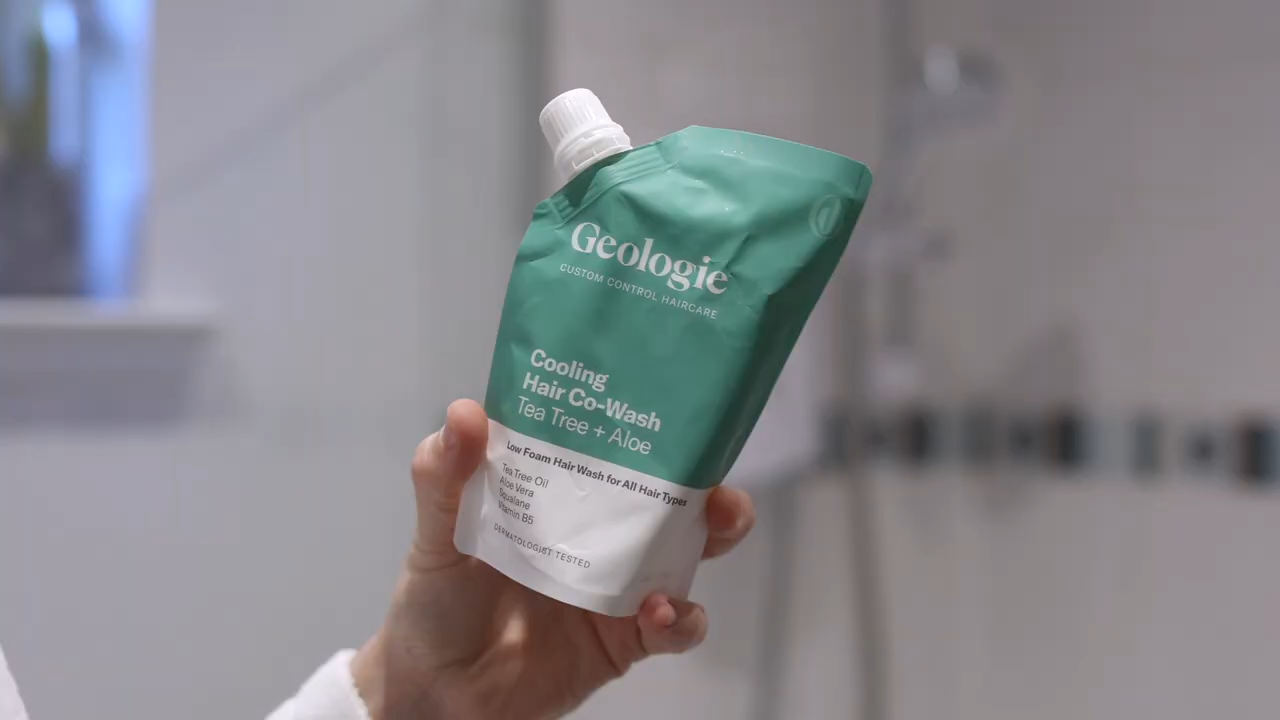 Geologie
CUSTOM CONTROL HAIRCARE
Cooling
Hair Co-Wash
Tea Tree + Aloe
Low Foam Hair Wash for All Hair Types
Tea Tree Oil
Aloe Vera
Squalane
Vitamin B5
DERMATOLOGIST TESTED